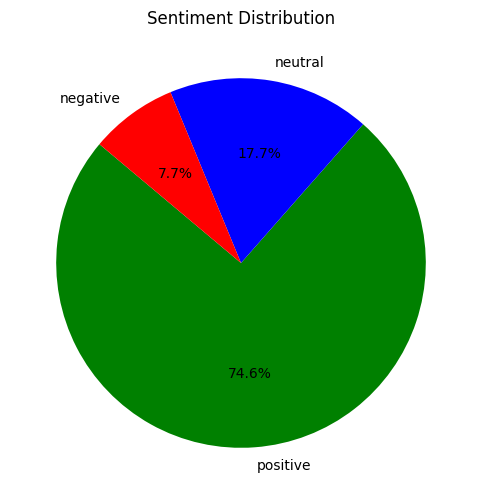 Sentiment Distribution
neutral
negative
17.7%
7.7%
74.6%
positive